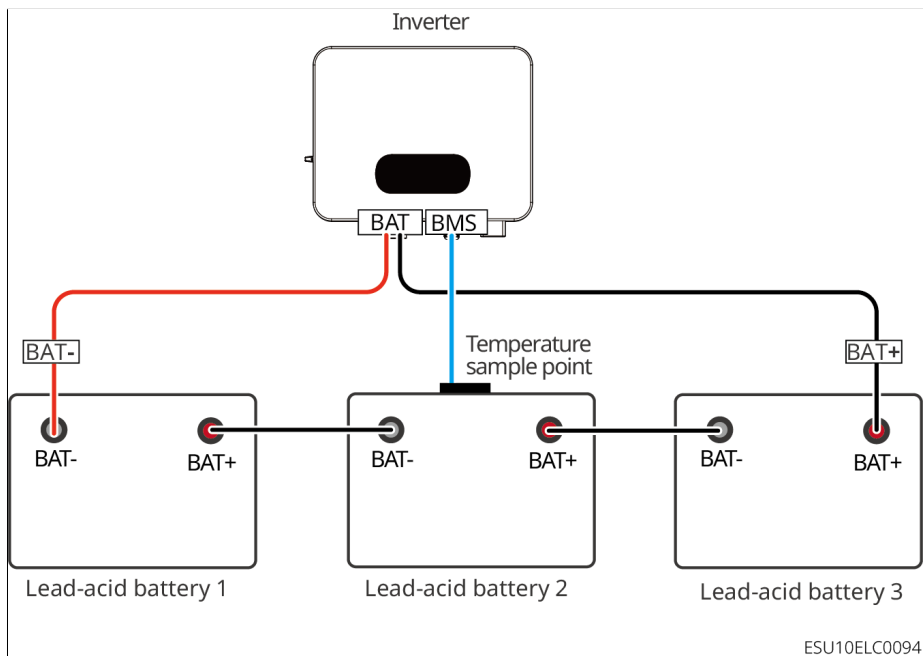 Inverter
BAT
BMS
BAT-
Temperature
sample point
BAT+
BAT-
BAT+
BAT-
BAT+
BAT-
BAT+
Lead-acid battery 1
Lead-acid battery 2
Lead-acid battery 3
ESU10ELC0094